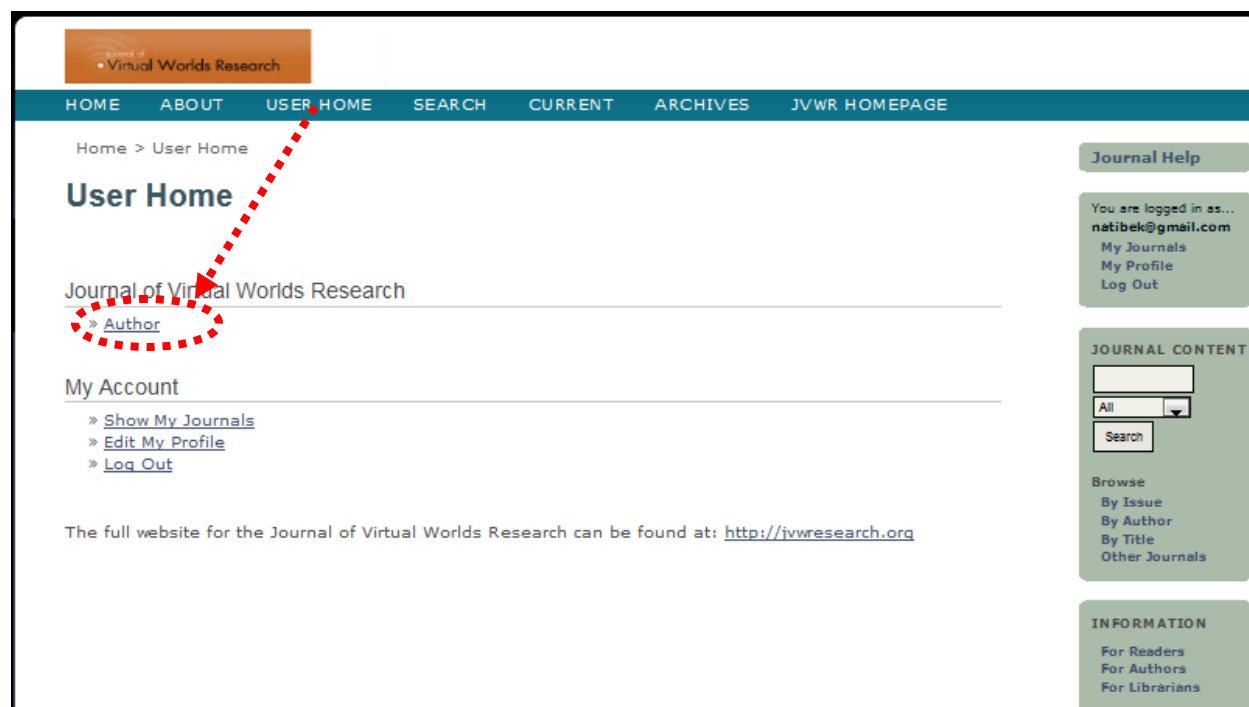 journal of
• Virtual Worlds Research
HOME ABOUT USER HOME SEARCH CURRENT ARCHIVES JVWR HOMEPAGE
Home > User Home
User Home
Journal of Virtual Worlds Research
» Author
My Account
» Show My Journals
» Edit My Profile
» Log Out
The full website for the Journal of Virtual Worlds Research can be found at: http://jvwresearch.org
Journal Help
You are logged in as...
natibek@gmail.com
My Journals
My Profile
Log Out
JOURNAL CONTENT
All
Search
Browse
By Issue
By Author
By Title
Other Journals
INFORMATION
For Readers
For Authors
For Librarians